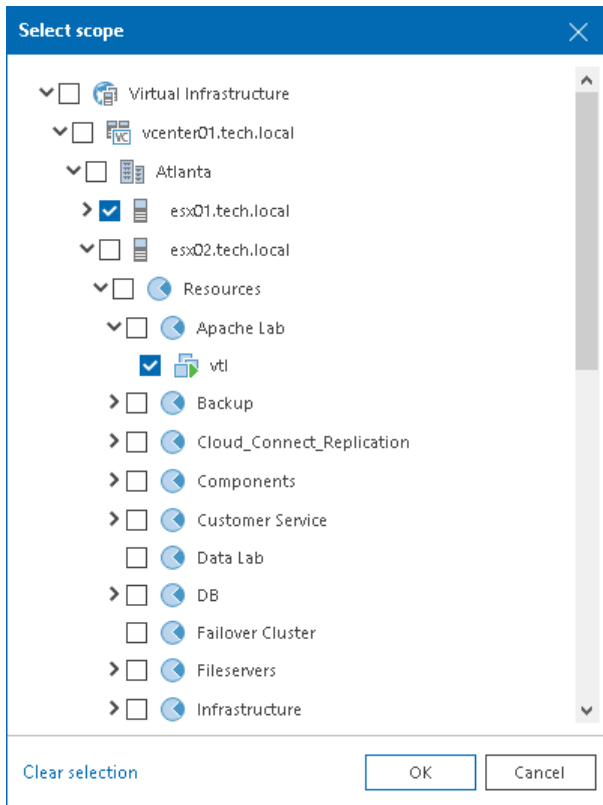 Select scope
Virtual Infrastructure
VC vcenter01.tech.local
Atlanta
esx01.tech.local
esx02.tech.local
Resources
Apache Lab
vtl
Backup
Cloud_Connect_Replication
Components
Customer Service
Data Lab
DB
Failover Cluster
Fileservers
Infrastructure
Clear selection OK Cancel